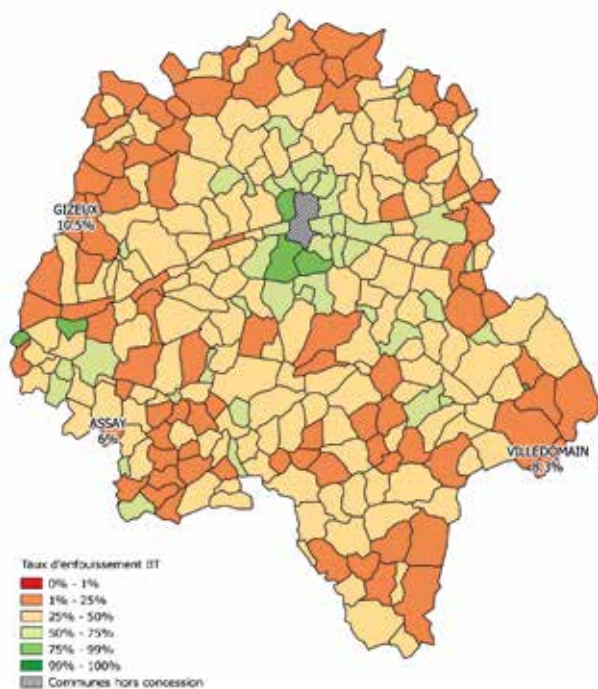 GIZEUX
10.5%
ASSAY
6%
VILLEDOMAIN
8.3%
Taux d'enfouissement BT
0% - 1%
1% - 25%
25% - 50%
50% - 75%
75% - 99%
99% - 100%
Communes hors concession